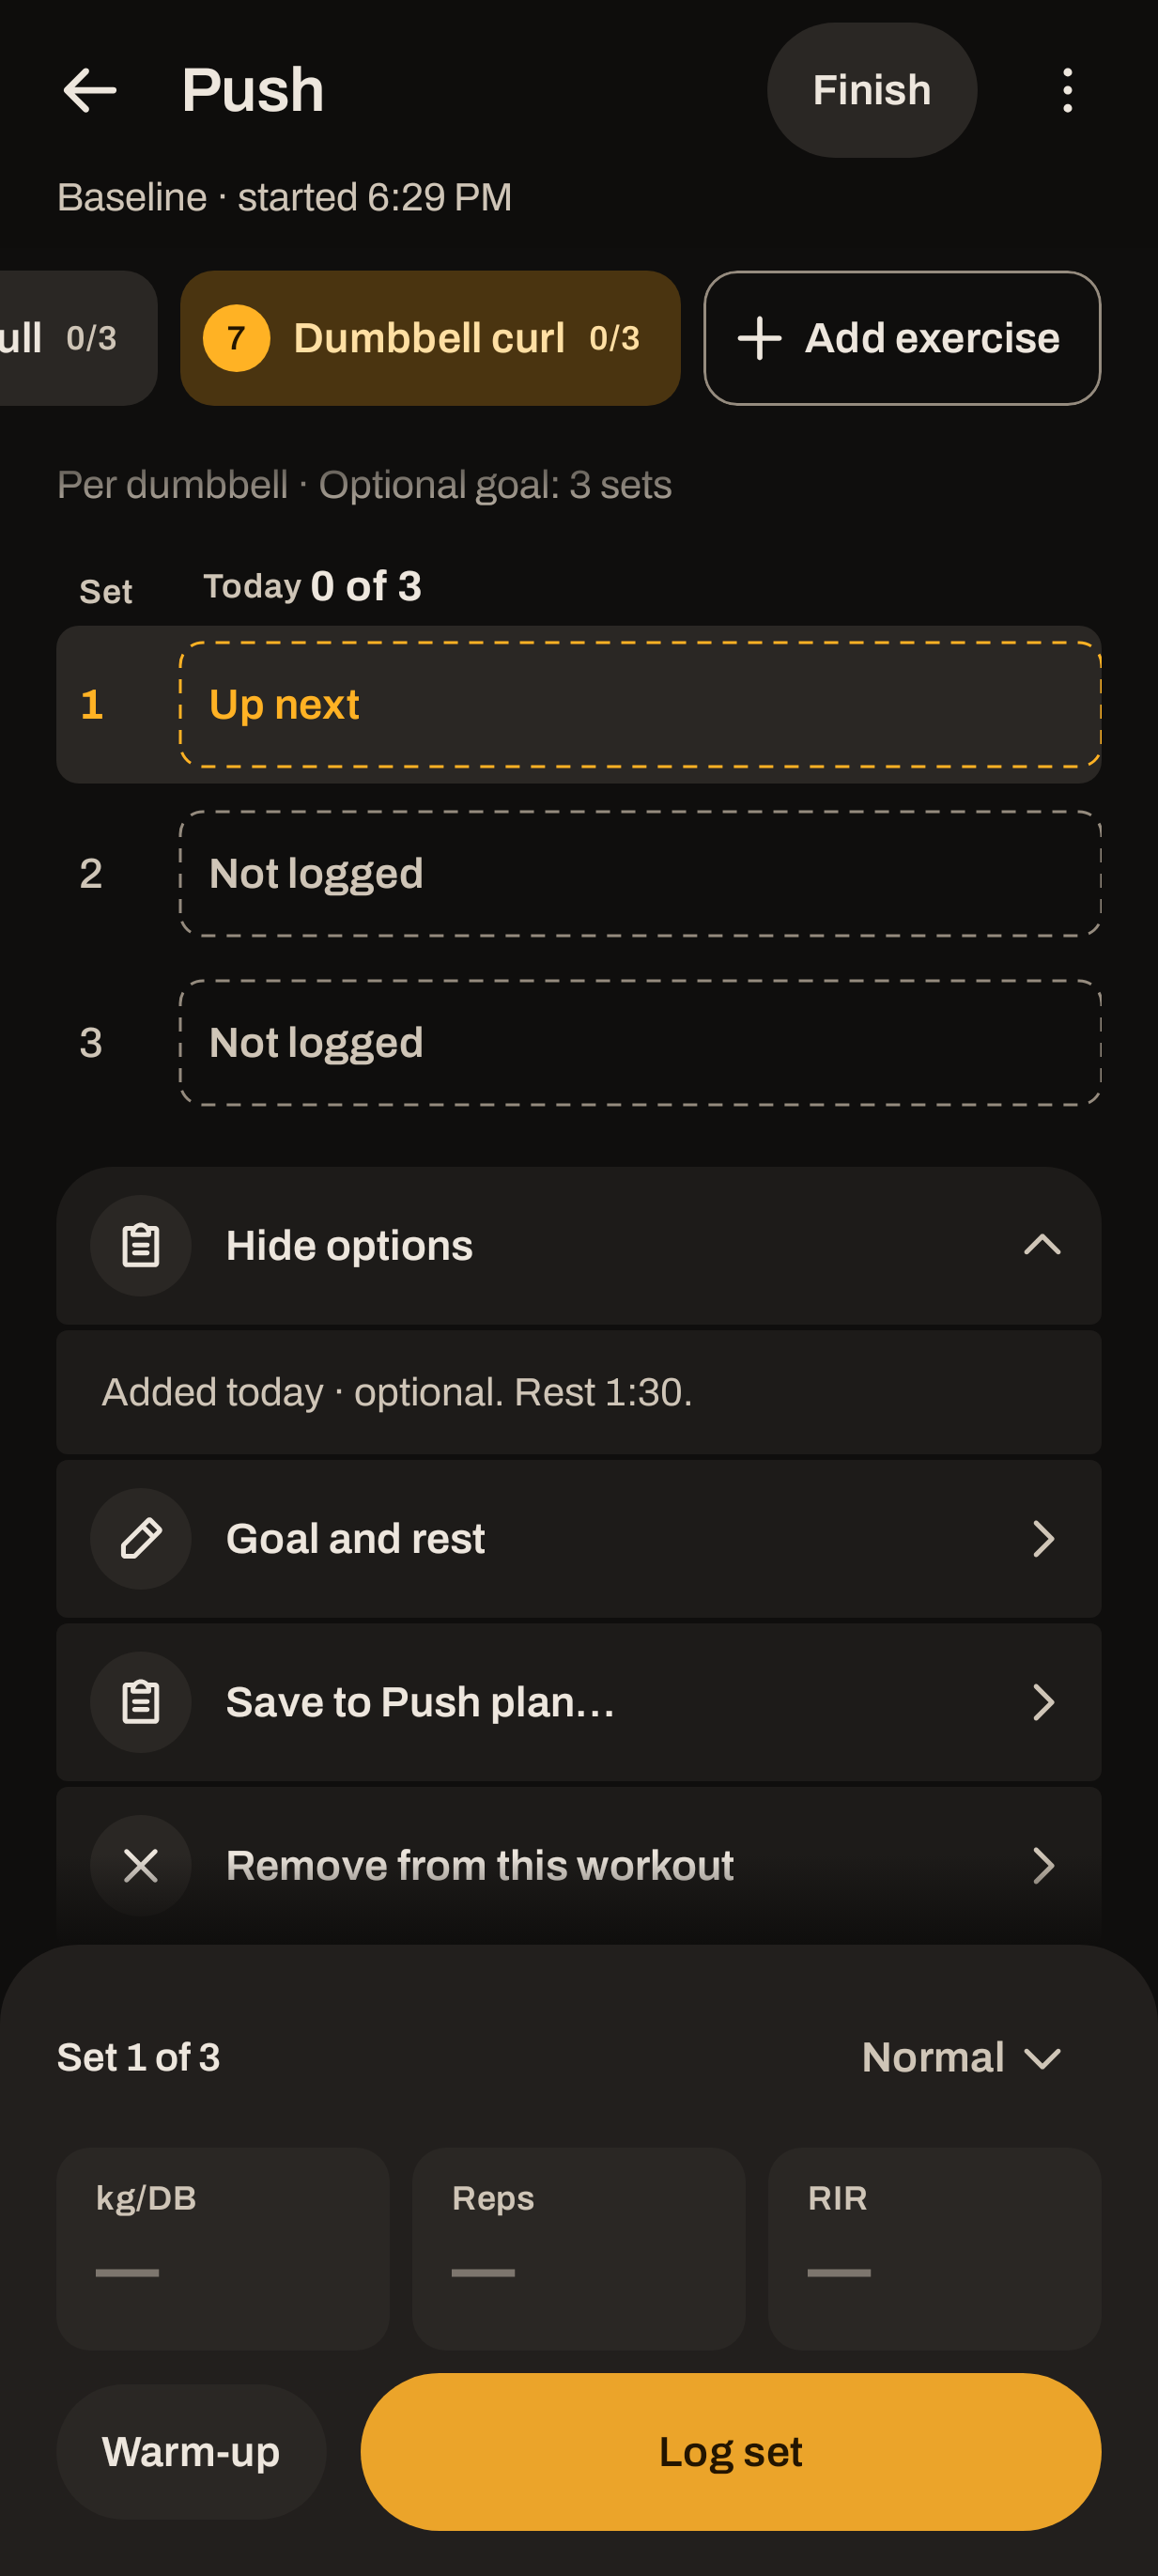 Push
Finish
Baseline · started 6:29 PM
ull 0/3
7 Dumbbell curl 0/3
Add exercise
Per dumbbell · Optional goal: 3 sets
Set
Today 0 of 3
1 Up next
2 Not logged
3 Not logged
Hide options
Added today · optional. Rest 1:30.
Goal and rest
Save to Push plan…
Remove from this workout
Set 1 of 3
Normal
kg/DB
Reps
RIR
—
—
—
Warm-up
Log set